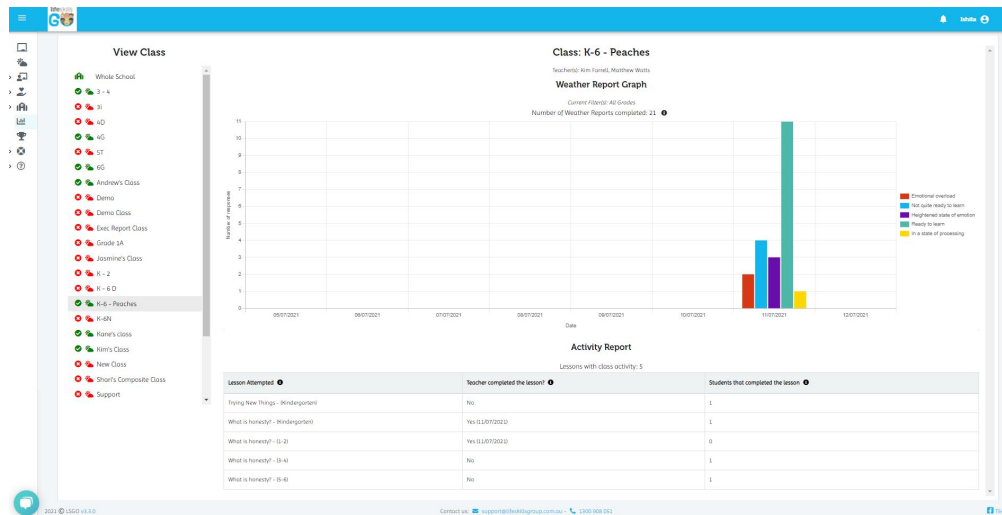 lifeskills
GO
Ishita
View Class
Whole School
3 - 4
3i
4D
4G
5T
6G
Andrew's Class
Demo
Demo Class
Exec Report Class
Grade 1A
Jasmine's Class
K - 2
K - 6 D
K-6 - Peaches
K-6N
Kane's class
Kim's Class
New Class
Shari's Composite Class
Support
Class: K-6 - Peaches
Teacher(s): Kim Farrell, Matthew Watts
Weather Report Graph
Current Filter(s): All Grades
Number of Weather Reports completed: 21
Number of responses
11
10
9
8
7
6
5
4
3
2
1
0
05/07/2021 06/07/2021 07/07/2021 08/07/2021 09/07/2021 10/07/2021 11/07/2021 12/07/2021
Date
Emotional overload
Not quite ready to learn
Heightened state of emotion
Ready to learn
In a state of processing
Activity Report
Lessons with class activity: 5
Lesson Attempted Teacher completed the lesson? Students that completed the lesson
Trying New Things - (Kindergarten) No 1
What is honesty? - (Kindergarten) Yes (11/07/2021) 1
What is honesty? - (1-2) Yes (11/07/2021) 0
What is honesty? - (3-4) No 1
What is honesty? - (5-6) No 1
2021 © LSGO v3.3.0 Contact us: support@lifeskillsgroup.com.au - 1300 908 051